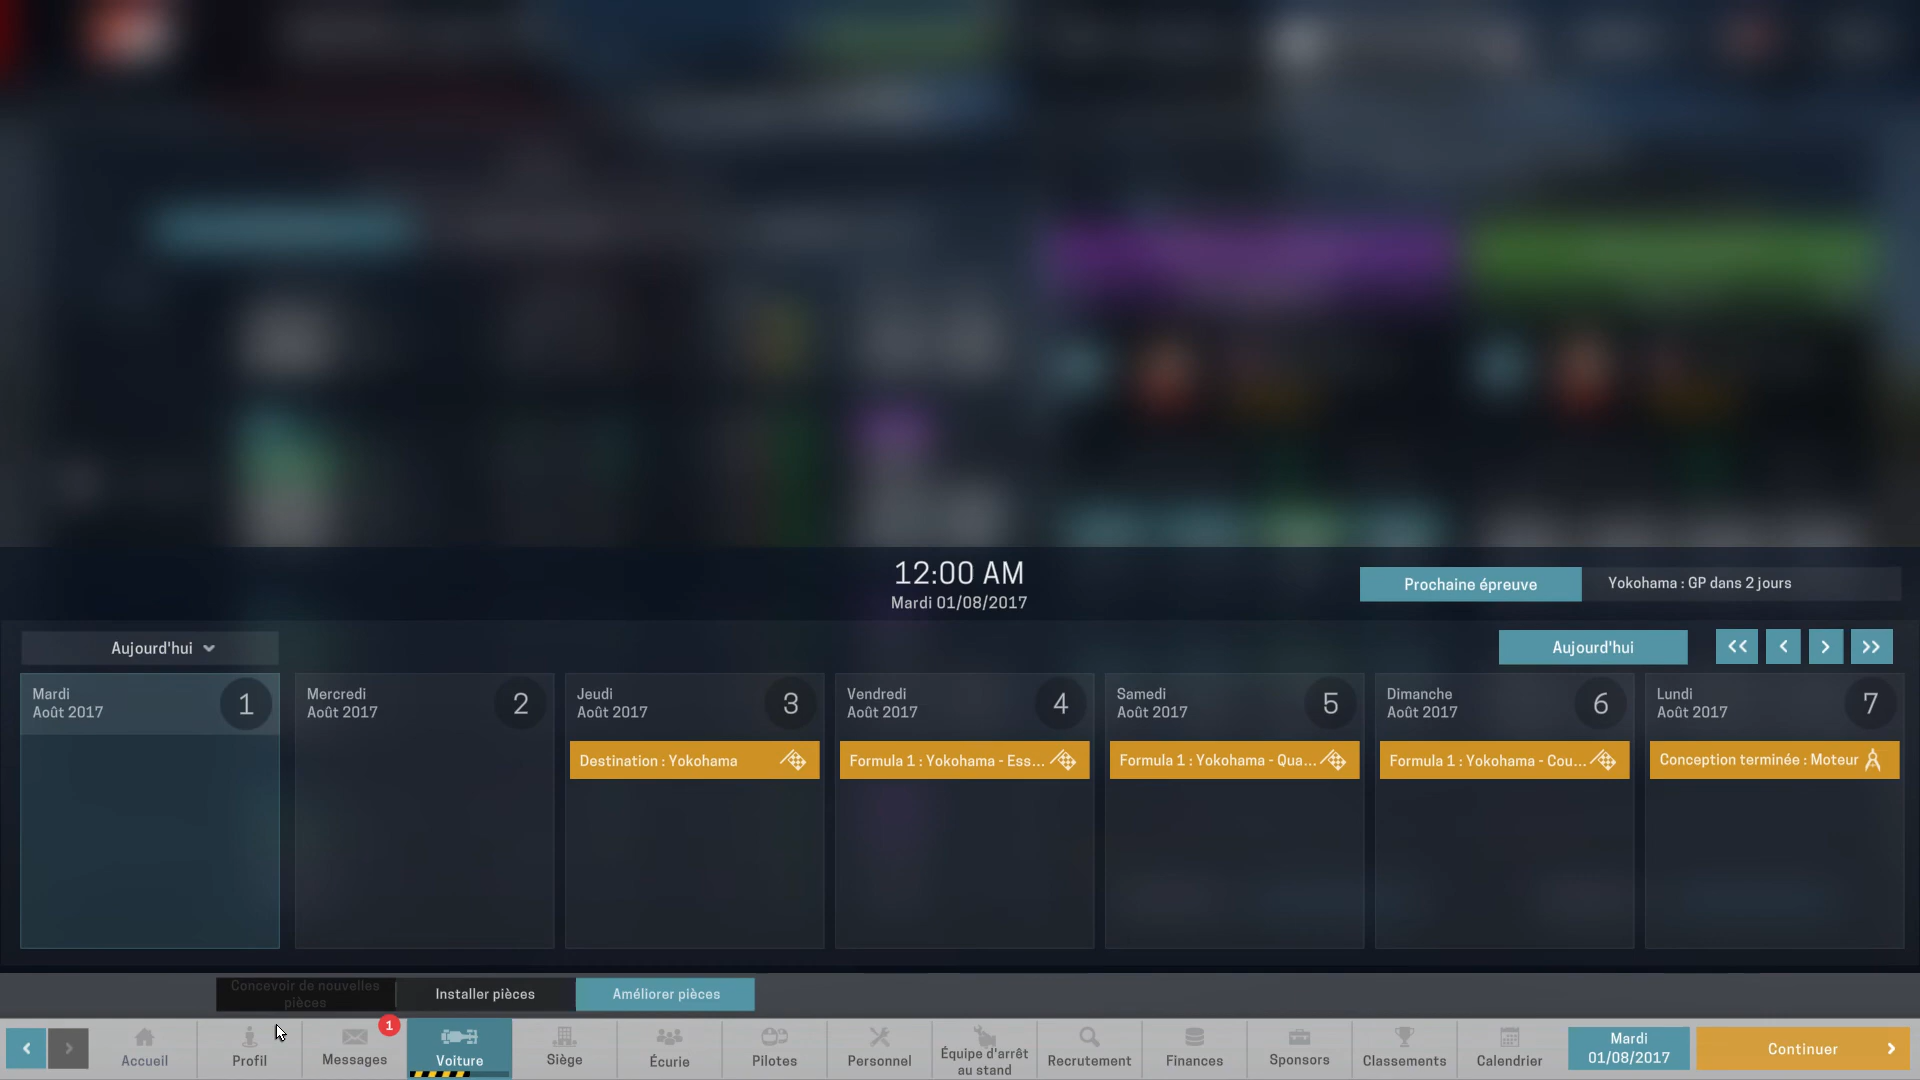 12:00 AM
Mardi 01/08/2017
Prochaine épreuve
Yokohama : GP dans 2 jours
Aujourd'hui
Aujourd'hui
Mardi
Août 2017
1
Mercredi
Août 2017
2
Jeudi
Août 2017
3
Vendredi
Août 2017
4
Samedi
Août 2017
5
Dimanche
Août 2017
6
Lundi
Août 2017
7
Destination : Yokohama
Formula 1 : Yokohama - Ess...
Formula 1 : Yokohama - Qua...
Formula 1 : Yokohama - Cou...
Conception terminée : Moteur
Concevoir de nouvelles
pièces
Installer pièces
Améliorer pièces
Accueil
Profil
Messages
1
Voiture
Siège
Écurie
Pilotes
Personnel
Équipe d'arrêt
au stand
Recrutement
Finances
Sponsors
Classements
Calendrier
Mardi
01/08/2017
Continuer